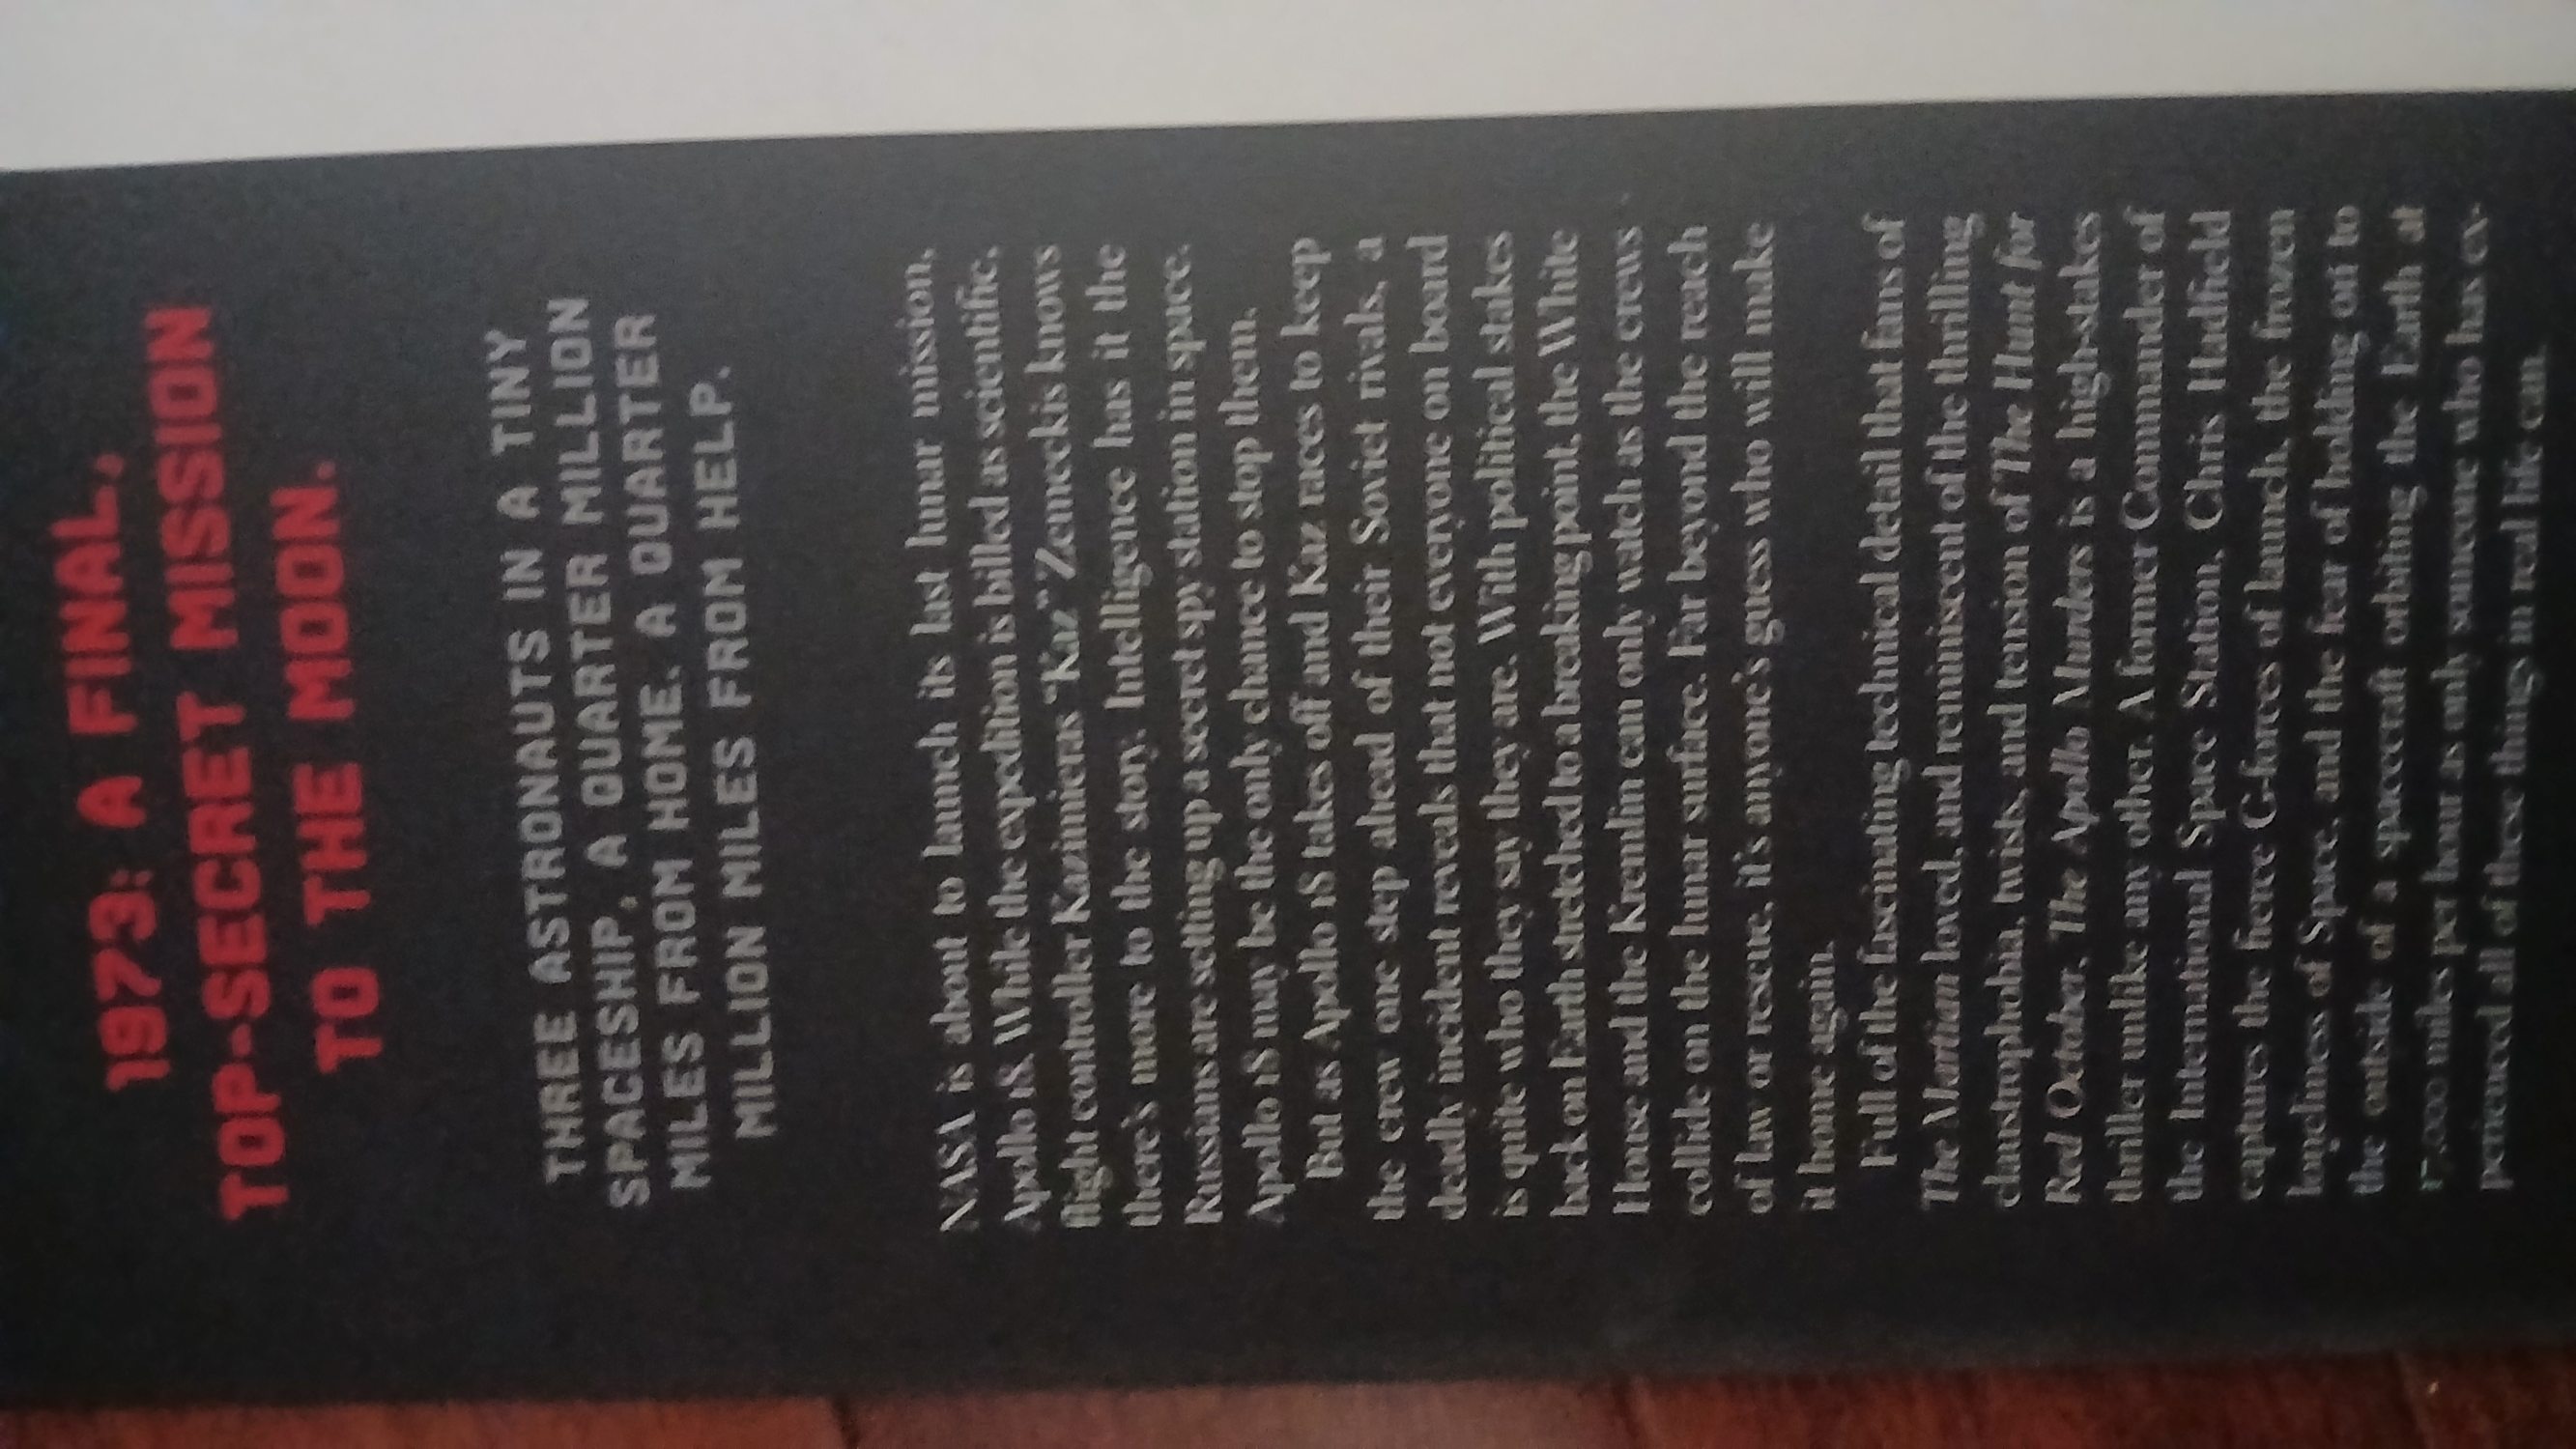 1973: A FINAL,
TOP-SECRET MISSION
TO THE MOON.
THREE ASTRONAUTS IN A TINY
SPACESHIP, A QUARTER MILLION
MILES FROM HOME. A QUARTER
MILLION MILES FROM HELP.
NASA is about to launch its last lunar mission,
Apollo 18. While the expedition is billed as scientific,
flight controller Kazimieras “Kaz” Zemeckis knows
there’s more to the story. Intelligence has it the
Russians are setting up a secret spy station in space.
Apollo 18 may be the only chance to stop them.
But as Apollo 18 takes off and Kaz races to keep
the crew one step ahead of their Soviet rivals, a
deadly incident reveals that not everyone on board
is quite who they say they are. With political stakes
back on Earth stretched to a breaking point, the White
House and the Kremlin can only watch as the crews
collide on the lunar surface. Far beyond the reach
of law or rescue, it’s anyone’s guess who will make
it home again.
Full of the fascinating technical detail that fans of
The Martian loved, and reminiscent of the thrilling
claustrophobia, twists, and tension of The Hunt for
Red October, The Apollo Murders is a high-stakes
thriller unlike any other. A former Commander of
the International Space Station, Chris Hadfield
captures the fierce G-forces of launch, the frozen
loneliness of Space, and the fear of holding on to
the outside of a spacecraft orbiting the Earth at
17,000 miles per hour as only someone who has ex-
perienced all of these things in real life can.